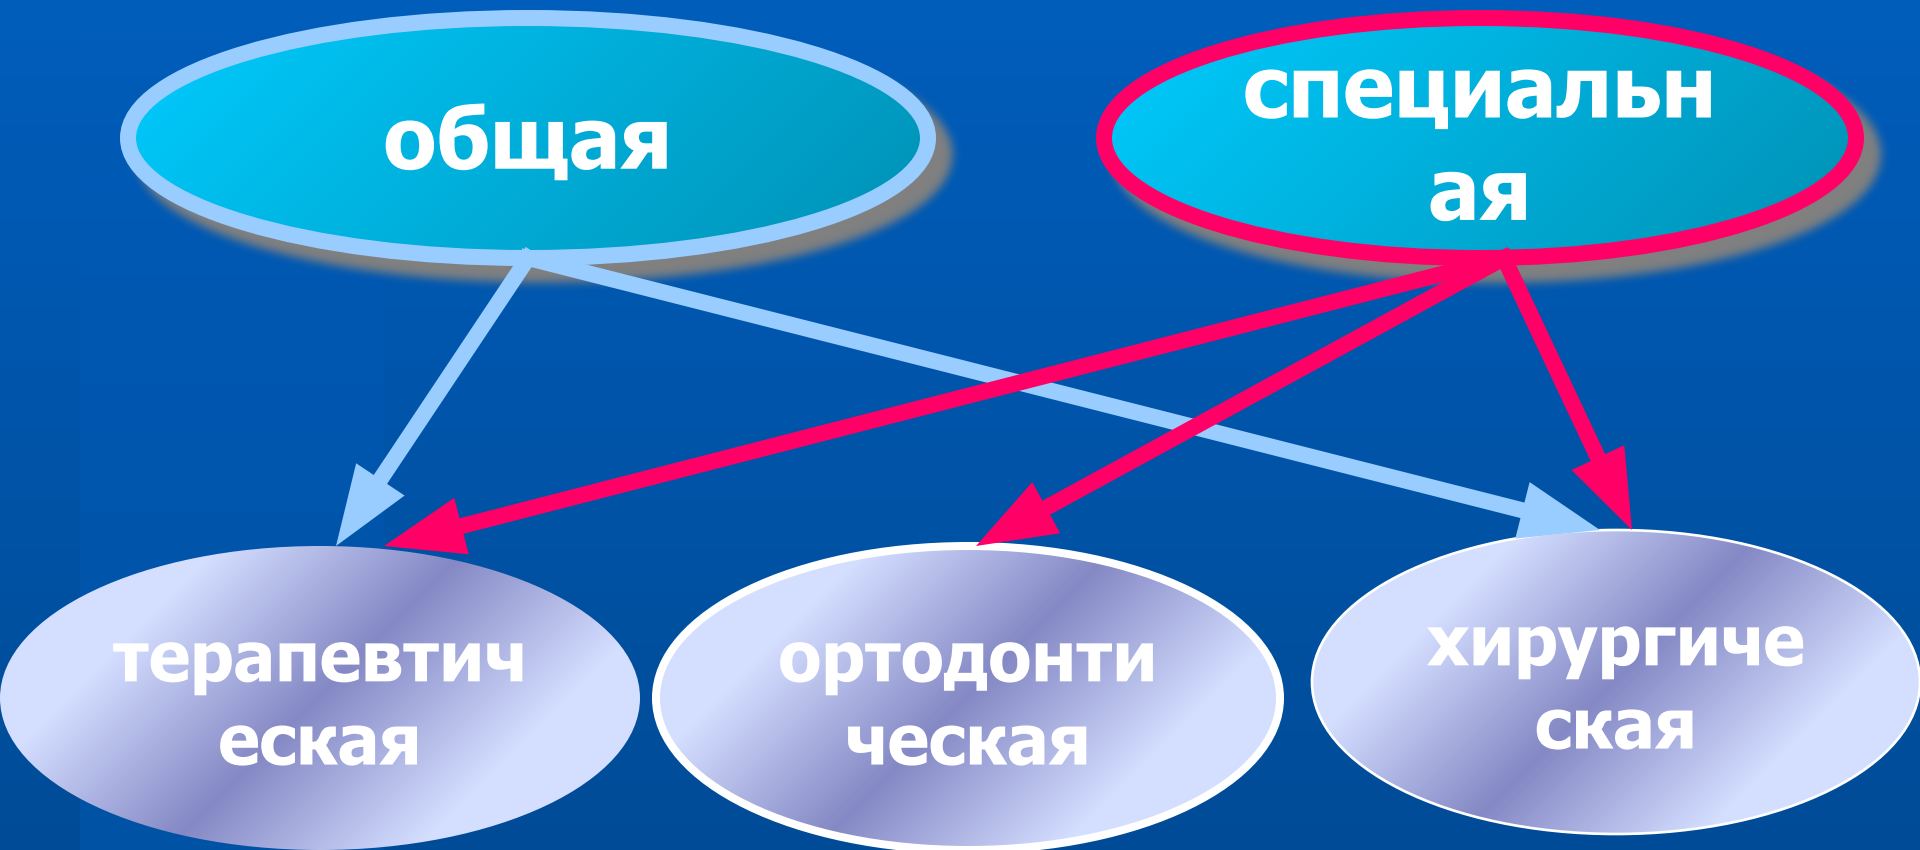 общая
специальн
ая
терапевтич
еская
ортодонти
ческая
хирургиче
ская